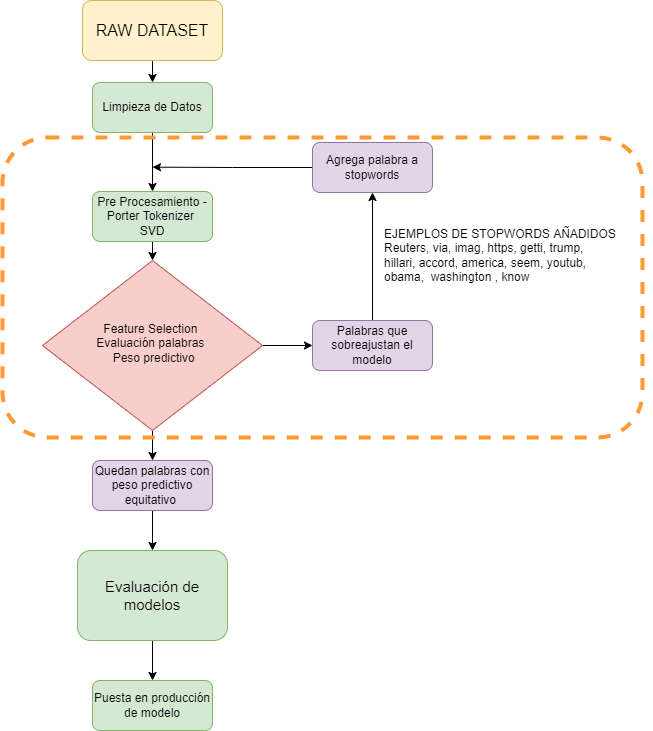 RAW DATASET
Limpieza de Datos
Agrega palabra a
stopwords
Pre Procesamiento -
Porter Tokenizer
SVD
EJEMPLOS DE STOPWORDS AÑADIDOS
Reuters, via, imag, https, getti, trump,
hillari, accord, america, seem, youtub,
obama,  washington , know
Feature Selection
Evaluación palabras
Peso predictivo
Palabras que
sobreajustan el
modelo
Quedan palabras con
peso predictivo
equitativo
Evaluación de
modelos
Puesta en producción
de modelo